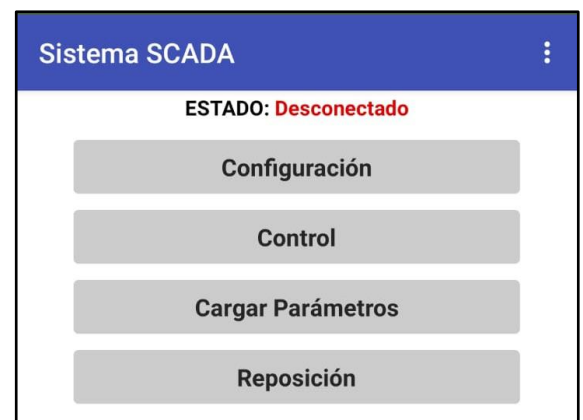 Sistema SCADA
ESTADO: Desconectado
Configuración
Control
Cargar Parámetros
Reposición